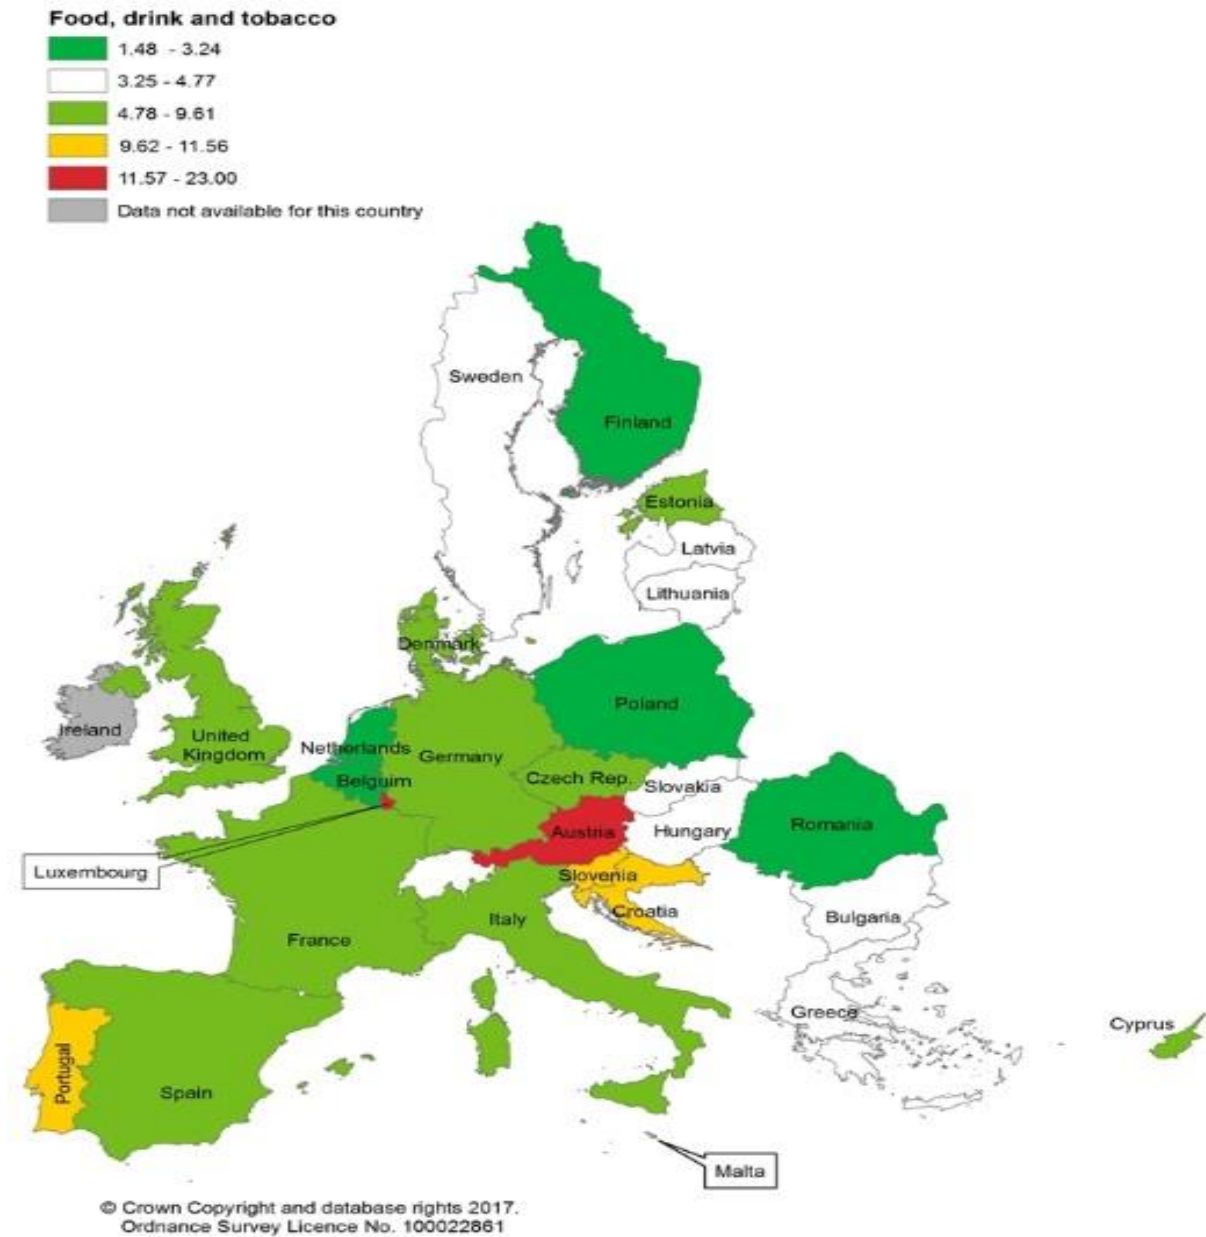 Food, drink and tobacco
1.48 - 3.24
3.25 - 4.77
4.78 - 9.61
9.62 - 11.56
11.57 - 23.00
Data not available for this country
Sweden
Finland
Estonia
Latvia
Lithuania
Denmark
Poland
Ireland
United
Kingdom
Netherlands
Germany
Belguim
Czech Rep.
Slovakia
Austria
Hungary
Romania
Luxembourg
Slovenia
Croatia
Bulgaria
Italy
France
Greece
Cyprus
Portugal
Spain
Malta
© Crown Copyright and database rights 2017.
Ordnance Survey Licence No. 100022861